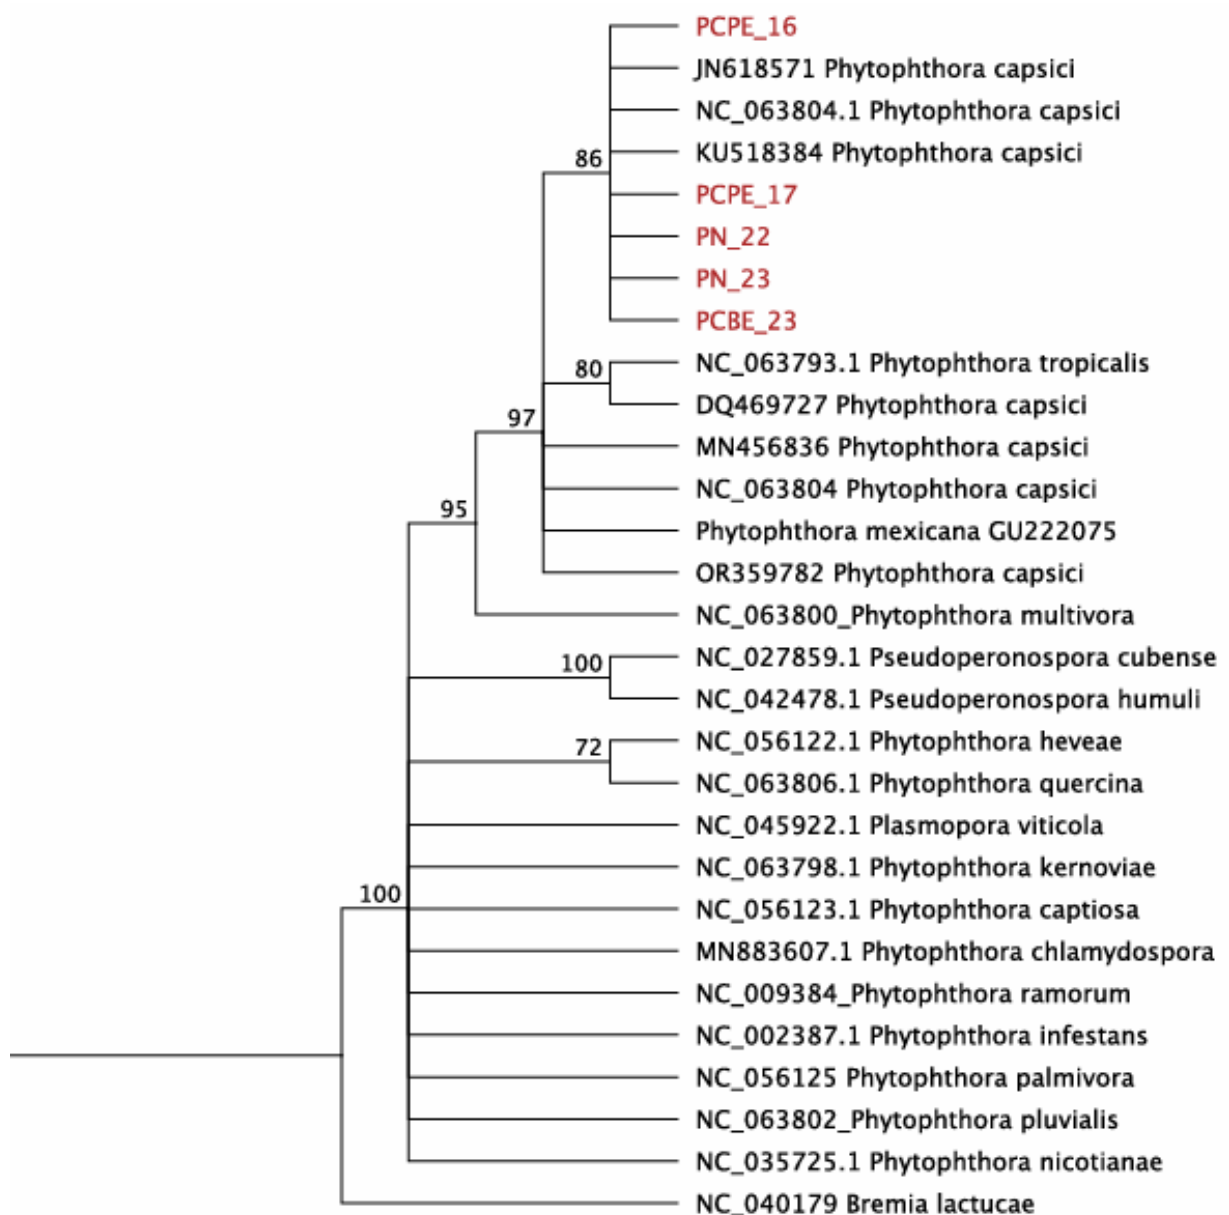 PCPE_16
JN618571 Phytophthora capsici
NC_063804.1 Phytophthora capsici
KU518384 Phytophthora capsici
86
PCPE_17
PN_22
PN_23
PCBE_23
NC_063793.1 Phytophthora tropicalis
80
DQ469727 Phytophthora capsici
97
MN456836 Phytophthora capsici
NC_063804 Phytophthora capsici
95
Phytophthora mexicana GU222075
OR359782 Phytophthora capsici
NC_063800_Phytophthora multivora
NC_027859.1 Pseudoperonospora cubense
100
NC_042478.1 Pseudoperonospora humuli
NC_056122.1 Phytophthora heveae
72
NC_063806.1 Phytophthora quercina
NC_045922.1 Plasmopora viticola
NC_063798.1 Phytophthora kernoviae
100
NC_056123.1 Phytophthora captiosa
MN883607.1 Phytophthora chlamydospora
NC_009384_Phytophthora ramorum
NC_002387.1 Phytophthora infestans
NC_056125 Phytophthora palmivora
NC_063802_Phytophthora pluvialis
NC_035725.1 Phytophthora nicotianae
NC_040179 Bremia lactucae